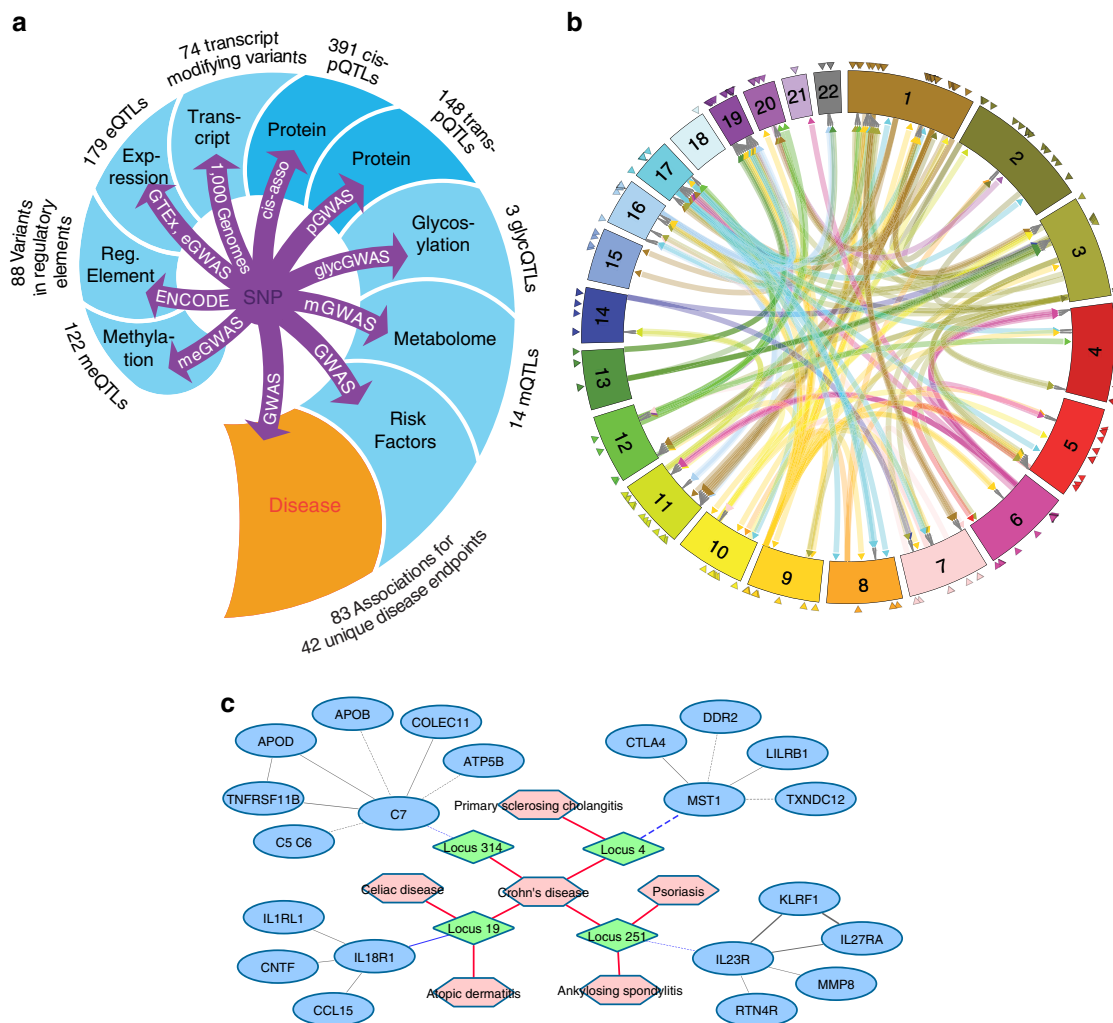 a
74 transcript
modifying variants
391 cis-
pQTLs
148 trans-
pQTLs
179 eQTLs
88 Variants
in regulatory
elements
122 meQTLs
3 glycQTLs
14 mQTLs
83 Associations for
42 unique disease endpoints
Trans-
cript
Protein
Protein
Exp-
ression
Glycos-
ylation
Reg.
Element
Metabolome
Methyla-
tion
Risk
Factors
Disease
SNP
GTEx, eGWAS
1,000 Genomes
cis-asso
pGWAS
glycGWAS
mGWAS
GWAS
GWAS
meGWAS
ENCODE
b
1
2
3
4
5
6
7
8
9
10
11
12
13
14
15
16
17
18
19
20
21
22
c
APOB
COLEC11
APOD
ATP5B
TNFRSF11B
C7
C5 C6
DDR2
CTLA4
LILRB1
MST1
TXNDC12
Primary sclerosing cholangitis
Locus 314
Locus 4
Celiac disease
Crohn's disease
Psoriasis
Locus 19
Locus 251
Atopic dermatitis
Ankylosing spondylitis
IL1RL1
IL18R1
CNTF
CCL15
KLRF1
IL27RA
IL23R
MMP8
RTN4R